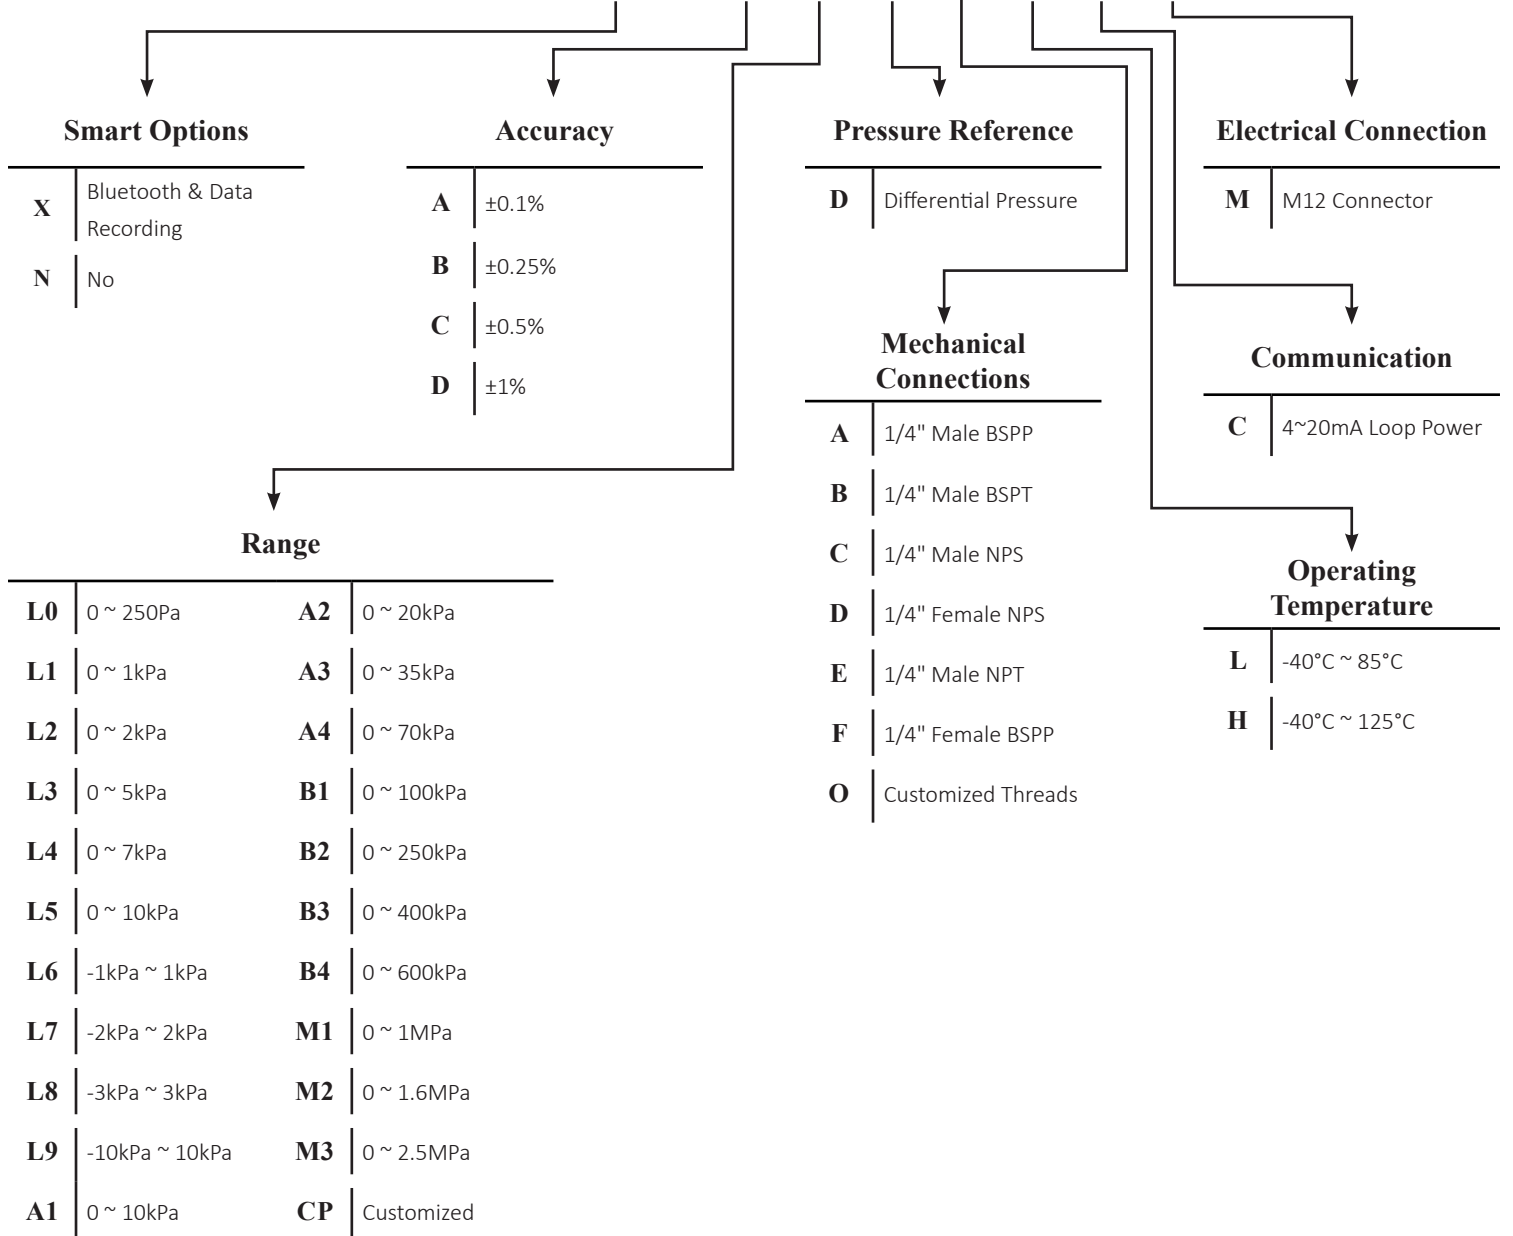 Smart Options
X Bluetooth & Data
Recording
N No
Accuracy
A ±0.1%
B ±0.25%
C ±0.5%
D ±1%
Pressure Reference
D Differential Pressure
Electrical Connection
M M12 Connector
Mechanical
Connections
A 1/4" Male BSPP
B 1/4" Male BSPT
C 1/4" Male NPS
D 1/4" Female NPS
E 1/4" Male NPT
F 1/4" Female BSPP
O Customized Threads
Communication
C 4~20mA Loop Power
Operating
Temperature
L -40°C ~ 85°C
H -40°C ~ 125°C
Range
L0 0 ~ 250Pa A2 0 ~ 20kPa
L1 0 ~ 1kPa A3 0 ~ 35kPa
L2 0 ~ 2kPa A4 0 ~ 70kPa
L3 0 ~ 5kPa B1 0 ~ 100kPa
L4 0 ~ 7kPa B2 0 ~ 250kPa
L5 0 ~ 10kPa B3 0 ~ 400kPa
L6 -1kPa ~ 1kPa B4 0 ~ 600kPa
L7 -2kPa ~ 2kPa M1 0 ~ 1MPa
L8 -3kPa ~ 3kPa M2 0 ~ 1.6MPa
L9 -10kPa ~ 10kPa M3 0 ~ 2.5MPa
A1 0 ~ 10kPa CP Customized